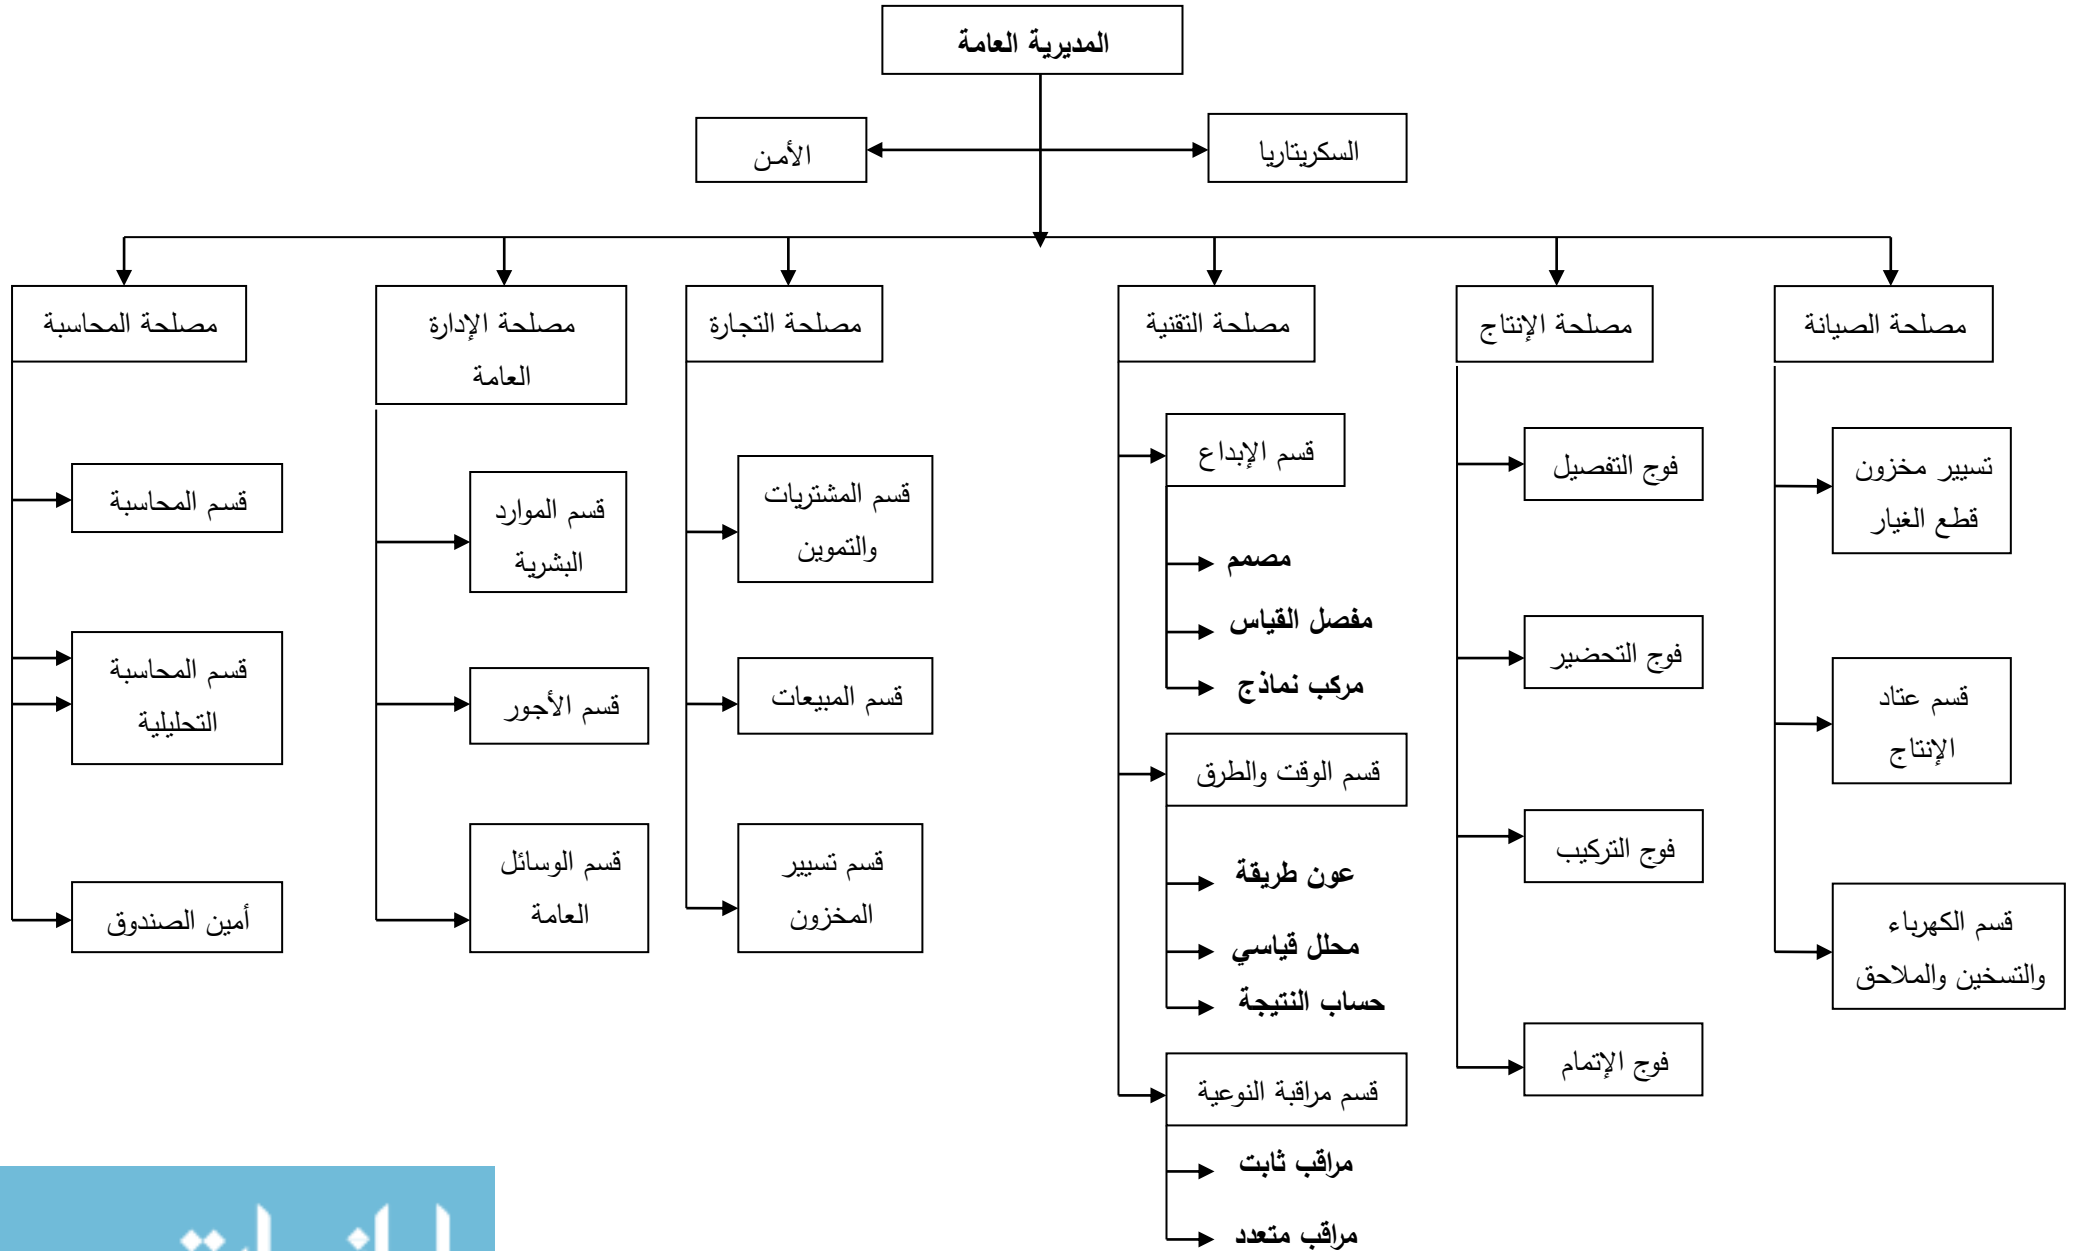 المديرية العامة
السكريتاريا
الأمن
مصلحة الصيانة
مصلحة الإنتاج
مصلحة التقنية
مصلحة التجارة
مصلحة الإدارة
العامة
مصلحة المحاسبة
تسيير مخزون
قطع الغيار
قسم عتاد
الإنتاج
قسم الكهرباء
والتسخين والملاحق
فوج التفصيل
فوج التحضير
فوج التركيب
فوج الإتمام
قسم الإبداع
مصمم
مفصل القياس
مركب نماذج
قسم الوقت والطرق
عون طريقة
محلل قياسي
حساب النتيجة
قسم مراقبة النوعية
مراقب ثابت
مراقب متعدد
قسم المشتريات
والتموين
قسم المبيعات
قسم تسيير
المخزون
قسم الموارد
البشرية
قسم الأجور
قسم الوسائل
العامة
قسم المحاسبة
قسم المحاسبة
التحليلية
أمين الصندوق